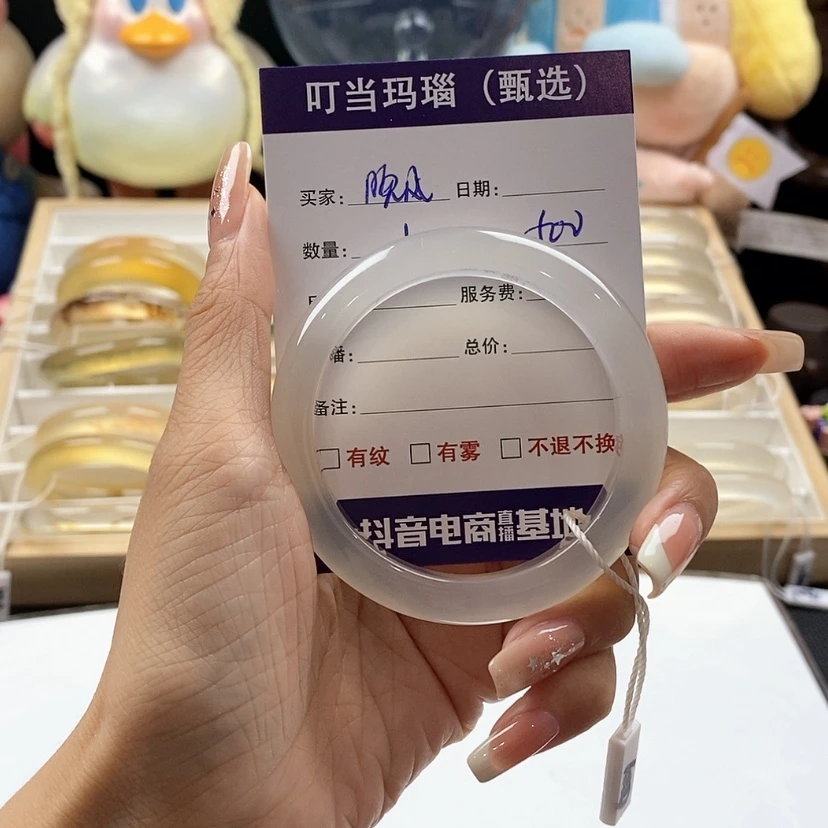 叮当玛瑙（甄选）
买家： 日期：
数量：
服务费：
播： 总价：
备注：
□有纹 □有雾 □不退不换
抖音电商直播基地